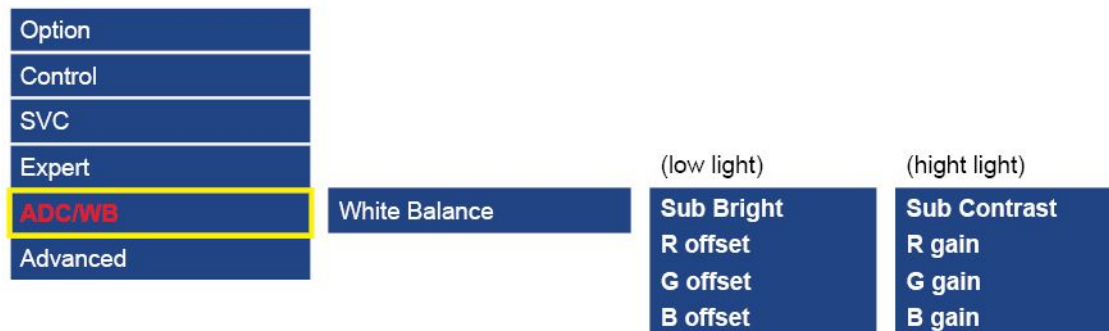 Option
Control
SVC
Expert
ADC/WB
Advanced
White Balance
(low light)
Sub Bright
R offset
G offset
B offset
(hight light)
Sub Contrast
R gain
G gain
B gain